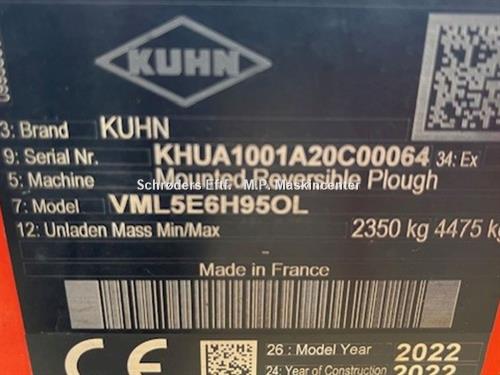 KUHN
3: Brand KUHN
9: Serial Nr. KHUA1001A20C00064 34: Ex
5: Machine Mounted Reversible Plough
Schrøders Eftf. - M.P. Maskincenter
7: Model VML5E6H95OL
12: Unladen Mass Min/Max 2350 kg 4475 kg
Made in France
CE
26 : Model Year 2022
24: Year of Construction 2022